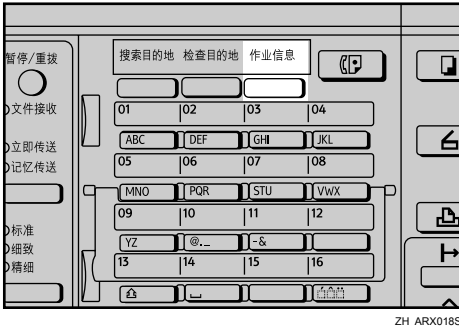 搜索目的地 检查目的地 作业信息
暂停/重拨
文件接收
01 02 03 04
立即传送
ABC DEF GHI JKL
记忆传送
05 06 07 08
MNO PQR STU VWX
09 10 11 12
标准
YZ @._ -&
细致
精细
13 14 15 16
ZH ARX018S